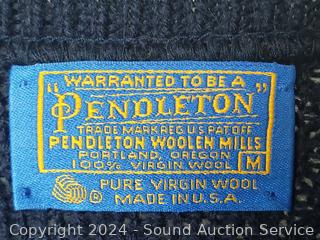 WARRANTED TO BE A
"PENDLETON"
TRADE MARK REG U S PAT OFF
PENDLETON WOOLEN MILLS
PORTLAND, OREGON
100% VIRGIN WOOL M
PURE VIRGIN WOOL
MADE IN U.S.A.
Copyright 2024 - Sound Auction Service